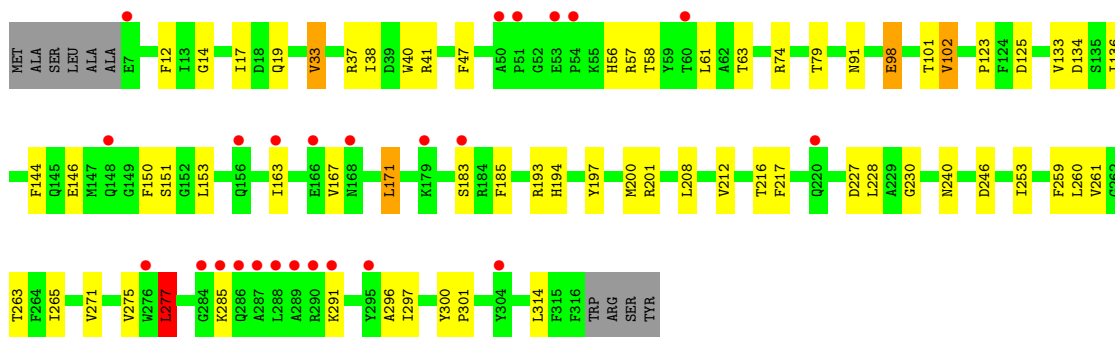 MET ALA SER LEU ALA ALA E7 F12 I13 G14 I17 D18 Q19 V33 R37 I38 D39 W40 R41 F47 A50 P51 G52 E53 P54 K55 H56 R57 T58 Y59 T60 L61 A62 T63 R74 T79 N91 E98 T101 V102 P123 F124 D125 V133 D134 S135 I136
F144 Q145 E146 M147 Q148 G149 F150 S151 G152 L153 Q156 I163 E166 V167 N168 L171 K179 S183 R184 F185 R193 H194 Y197 M200 R201 L208 V212 T216 F217 Q220 D227 L228 A229 G230 N240 D246 I253 F259 L260 V261 G262
T263 F264 I265 V271 V275 W276 L277 G284 K285 Q286 A287 L288 A289 R290 K291 Y295 A296 I297 Y300 P301 Y304 L314 F315 F316 TRP ARG SER TYR